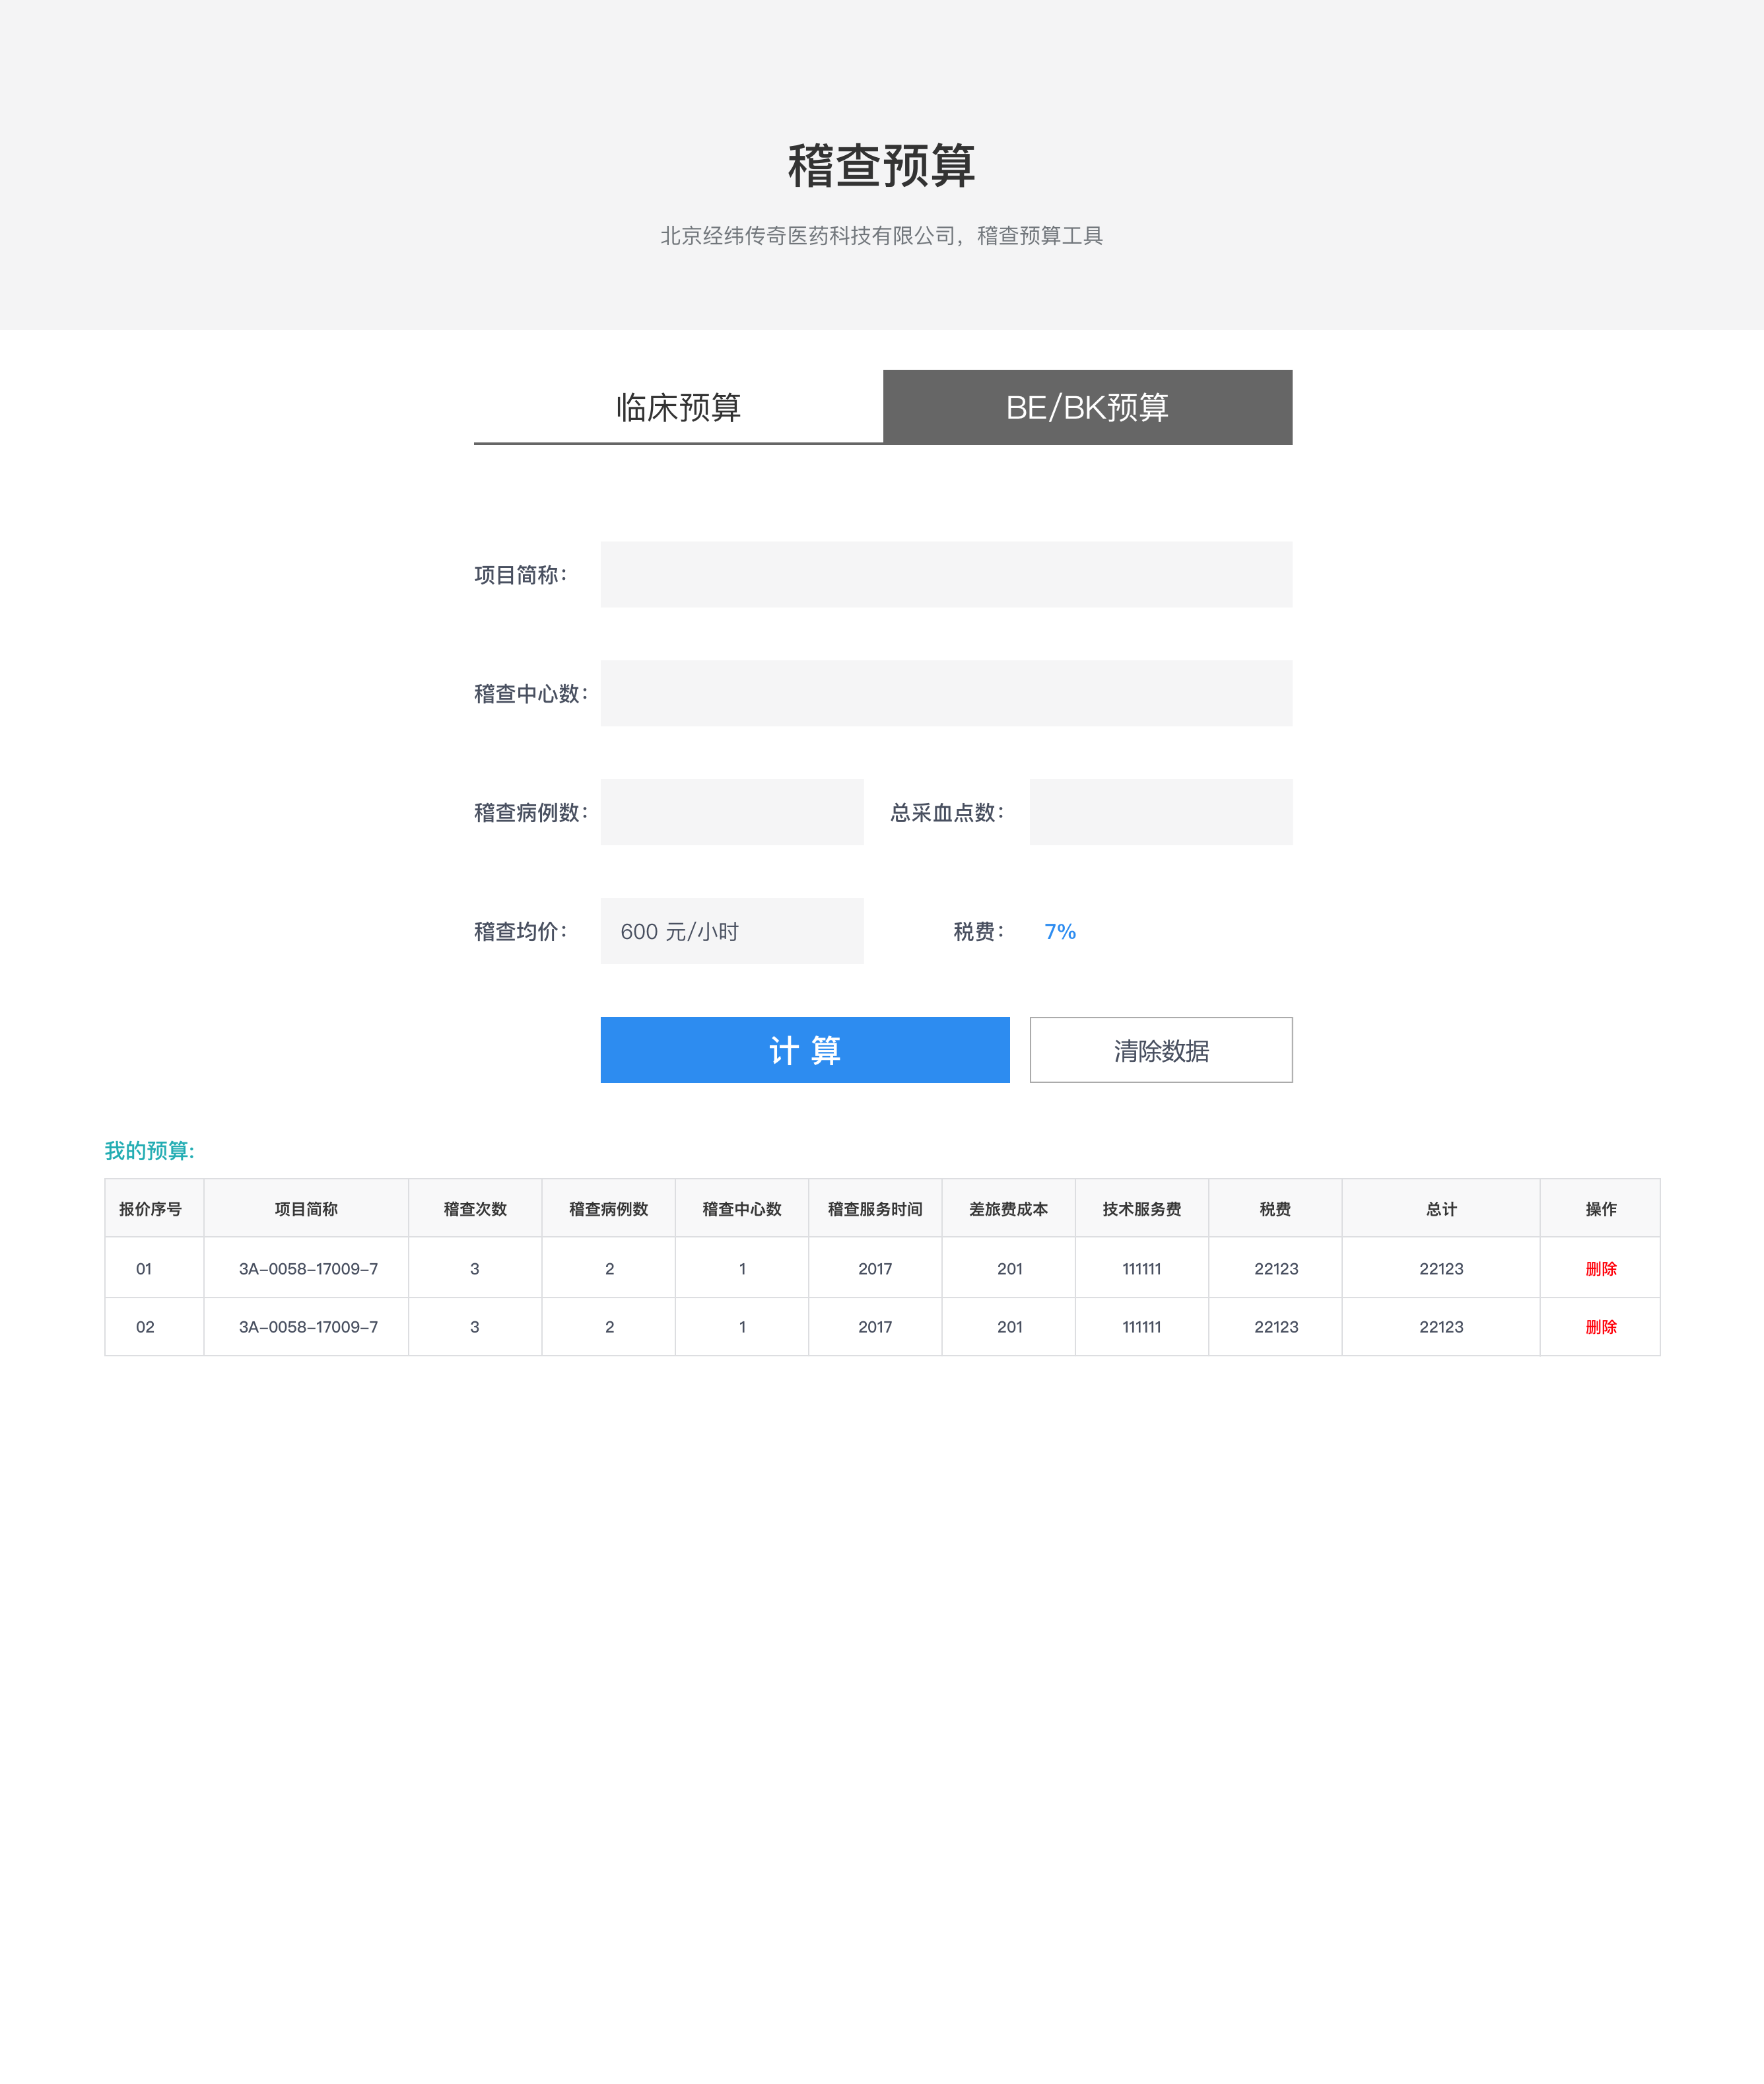 稽查预算
北京经纬传奇医药科技有限公司，稽查预算工具
临床预算 BE/BK预算
项目简称：
稽查中心数：
稽查病例数： 总采血点数：
稽查均价： 600 元/小时 税费： 7%
计 算 清除数据
我的预算:
报价序号 项目简称 稽查次数 稽查病例数 稽查中心数 稽查服务时间 差旅费成本 技术服务费 税费 总计 操作
01 3A-0058-17009-7 3 2 1 2017 201 111111 22123 22123 删除
02 3A-0058-17009-7 3 2 1 2017 201 111111 22123 22123 删除